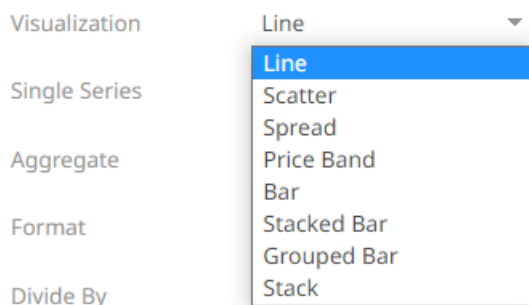 Visualization Line
Line
Single Series
Scatter
Spread
Aggregate
Price Band
Bar
Format
Stacked Bar
Grouped Bar
Divide By
Stack